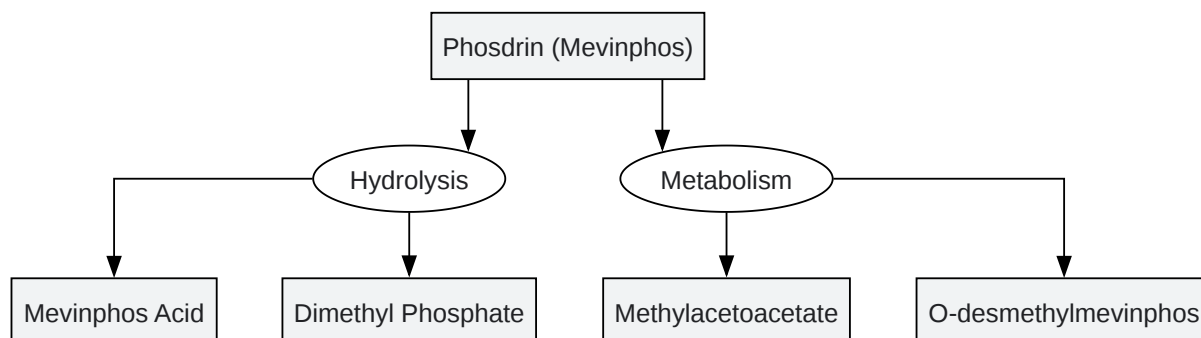 Phosdrin (Mevinphos)
Hydrolysis
Metabolism
Mevinphos Acid
Dimethyl Phosphate
Methylacetoacetate
O-desmethylmevinphos